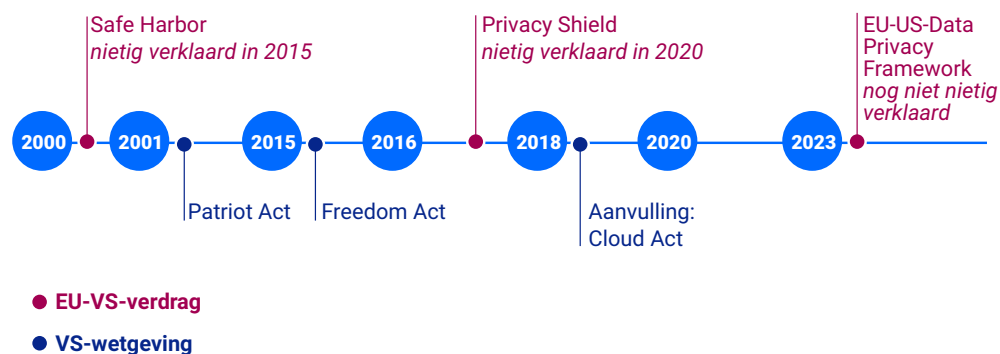 Safe Harbor
nietig verklaard in 2015
Privacy Shield
nietig verklaard in 2020
EU-US-Data
Privacy
Framework
nog niet nietig
verklaard
2000
2001
2015
2016
2018
2020
2023
Patriot Act
Freedom Act
Aanvulling:
Cloud Act
EU-VS-verdrag
VS-wetgeving